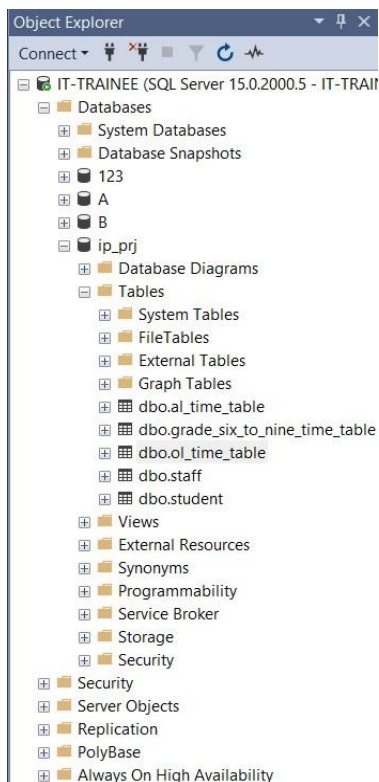 Object Explorer
Connect
IT-TRAINEE (SQL Server 15.0.2000.5 - IT-TRAIN
Databases
System Databases
Database Snapshots
123
A
B
ip_prj
Database Diagrams
Tables
System Tables
FileTables
External Tables
Graph Tables
dbo.al_time_table
dbo.grade_six_to_nine_time_table
dbo.ol_time_table
dbo.staff
dbo.student
Views
External Resources
Synonyms
Programmability
Service Broker
Storage
Security
Security
Server Objects
Replication
PolyBase
Always On High Availability